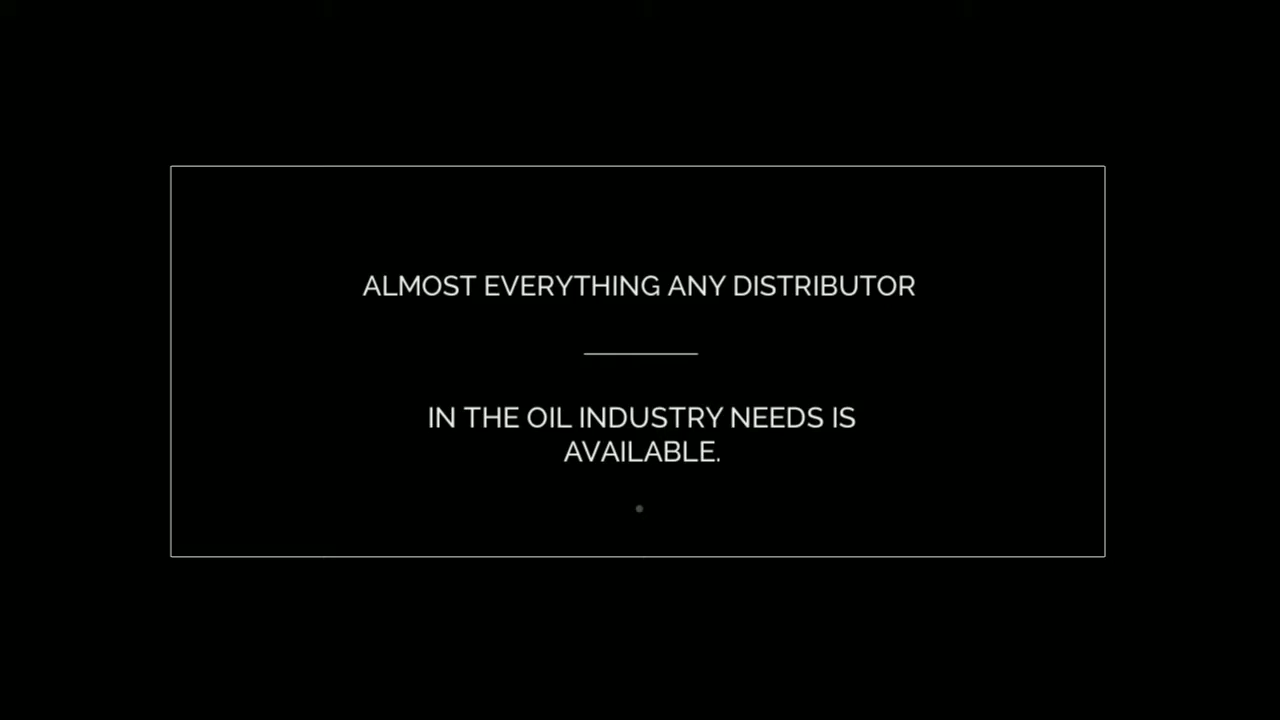 ALMOST EVERYTHING ANY DISTRIBUTOR
IN THE OIL INDUSTRY NEEDS IS
AVAILABLE.